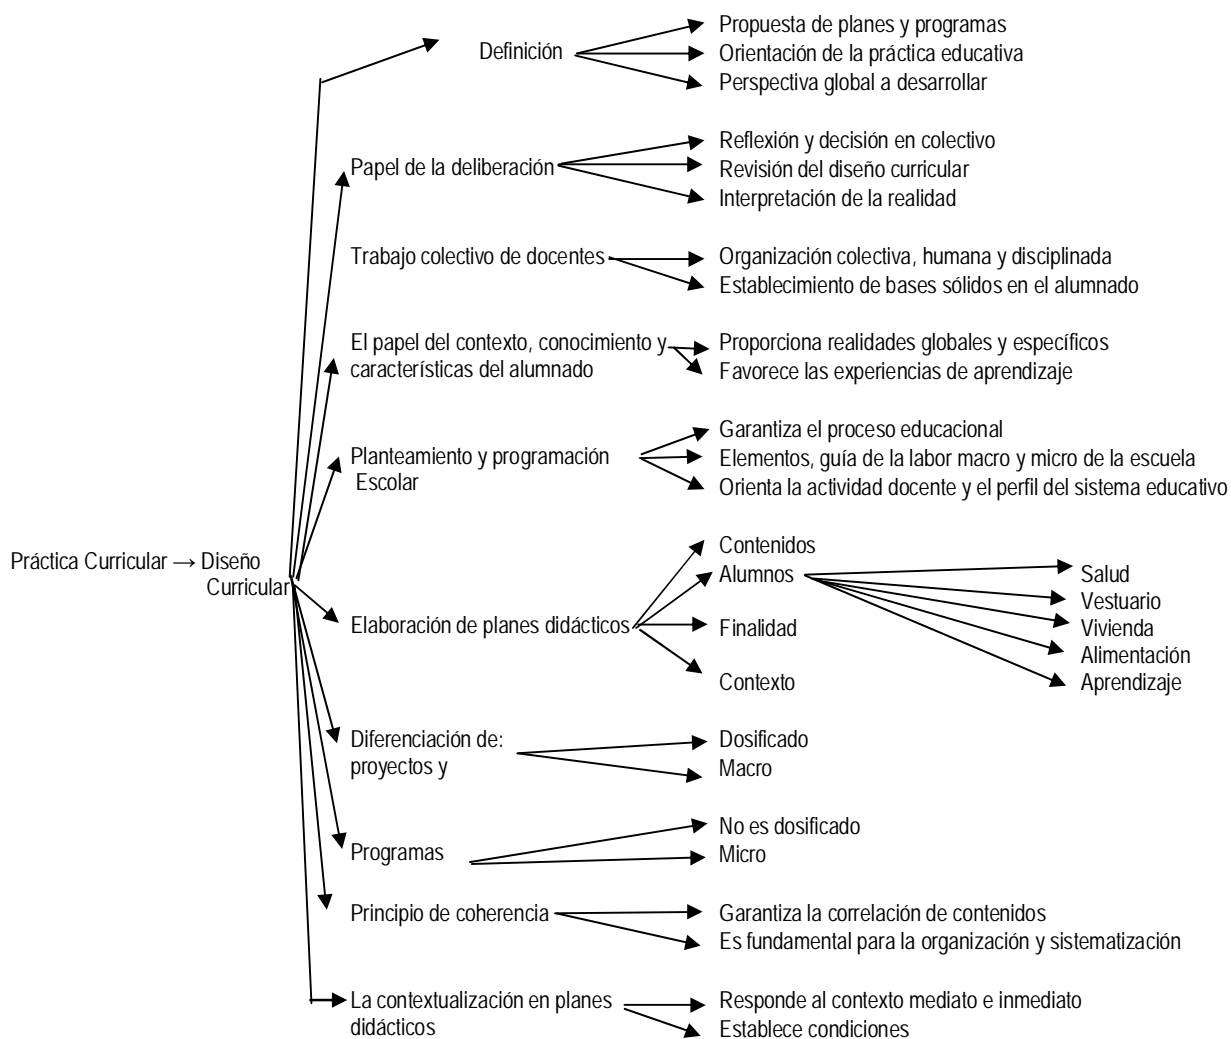 Definición
Propuesta de planes y programas
Orientación de la práctica educativa
Perspectiva global a desarrollar
Papel de la deliberación
Reflexión y decisión en colectivo
Revisión del diseño curricular
Interpretación de la realidad
Trabajo colectivo de docentes
Organización colectiva, humana y disciplinada
Establecimiento de bases sólidos en el alumnado
El papel del contexto, conocimiento y
características del alumnado
Proporciona realidades globales y específicos
Favorece las experiencias de aprendizaje
Planteamiento y programación
Escolar
Garantiza el proceso educacional
Elementos, guía de la labor macro y micro de la escuela
Orienta la actividad docente y el perfil del sistema educativo
Práctica Curricular → Diseño
Curricular
Elaboración de planes didácticos
Contenidos
Alumnos
Finalidad
Contexto
Salud
Vestuario
Vivienda
Alimentación
Aprendizaje
Diferenciación de:
proyectos y
Dosificado
Macro
Programas
No es dosificado
Micro
Principio de coherencia
Garantiza la correlación de contenidos
Es fundamental para la organización y sistematización
La contextualización en planes
didácticos
Responde al contexto mediato e inmediato
Establece condiciones